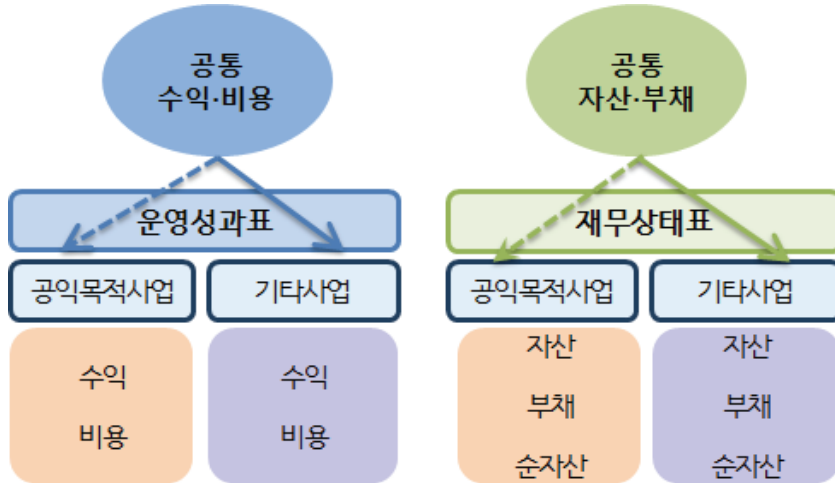 공통
수익·비용
운영성과표
공익목적사업
기타사업
수익
비용
수익
비용
공통
자산·부채
재무상태표
공익목적사업
기타사업
자산
부채
순자산
자산
부채
순자산